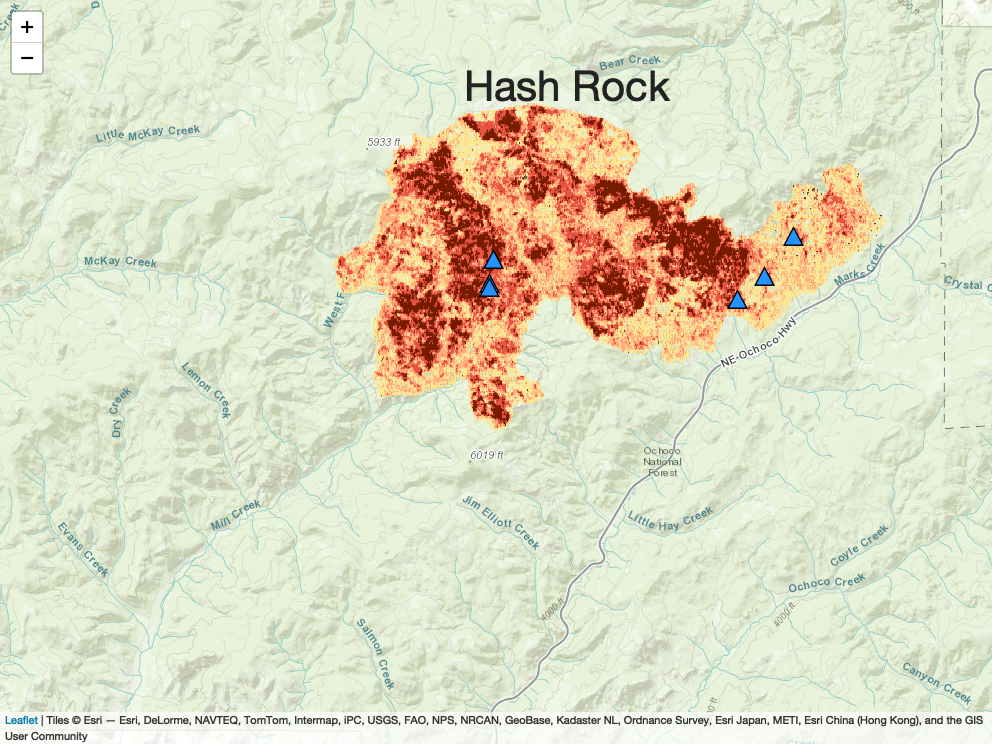 +
−
Creek
D
4000 ft
Bear Creek
Hash Rock
Little McKay Creek
5933 ft
McKay Creek
West F
Marks Creek
Crystal C
NE-Ochoco-Hwy
Lemon Creek
Dry Creek
6019 ft
Ochoco
National
Forest
Mill Creek
Jim Elliott Creek
Little Hay Creek
Evans Creek
Coyle Creek
Ochoco Creek
4000 ft
4000 ft
Salmon Creek
Canyon Creek
Leaflet | Tiles © Esri — Esri, DeLorme, NAVTEQ, TomTom, Intermap, iPC, USGS, FAO, NPS, NRCAN, GeoBase, Kadaster NL, Ordnance Survey, Esri Japan, METI, Esri China (Hong Kong), and the GIS
User Community